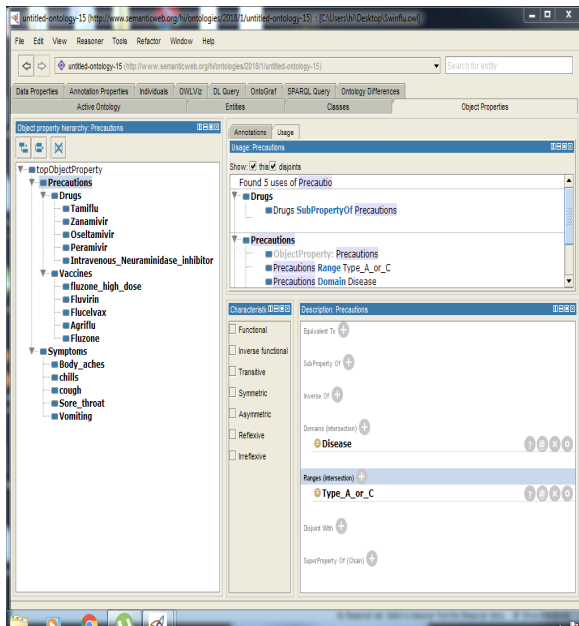 untitled-ontology-15 (http://www.semanticweb.org/hi/ontologies/2018/1/untitled-ontology-15) : [C:\Users\hi\Desktop\Swinflu.owl]
File Edit View Reasoner Tools Refactor Window Help
untitled-ontology-15 (http://www.semanticweb.org/hi/ontologies/2018/1/untitled-ontology-15)
Search for entity
Data Properties Annotation Properties Individuals OWLViz DL Query OntoGraf SPARQL Query Ontology Differences
Active Ontology Entities Classes Object Properties
Object property hierarchy: Precautions
topObjectProperty
Precautions
Drugs
Tamiflu
Zanamivir
Oseltamivir
Peramivir
Intravenous_Neuraminidase_inhibitor
Vaccines
fluzone_high_dose
Fluvirin
Flucelvax
Agriflu
Fluzone
Symptoms
Body_aches
chills
cough
Sore_throat
Vomiting
Annotations Usage
Usage: Precautions
Show: this disjoints
Found 5 uses of Precautio
Drugs
Drugs SubPropertyOf Precautions
Precautions
ObjectProperty: Precautions
Precautions Range Type_A_or_C
Precautions Domain Disease
Characteristic
Functional
Inverse functional
Transitive
Symmetric
Asymmetric
Reflexive
Irreflexive
Description: Precautions
Equivalent To
SubProperty Of
Inverse Of
Domains (intersection)
Disease
Ranges (intersection)
Type_A_or_C
Disjoint With
SuperProperty Of (Chain)